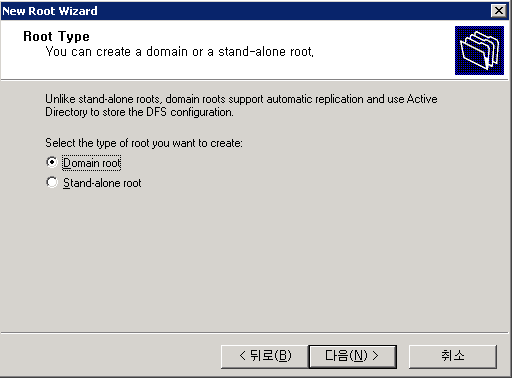 New Root Wizard
Root Type
You can create a domain or a stand-alone root.
Unlike stand-alone roots, domain roots support automatic replication and use Active
Directory to store the DFS configuration.
Select the type of root you want to create:
Domain root
Stand-alone root
< 뒤로(B)
다음(N) >
취소